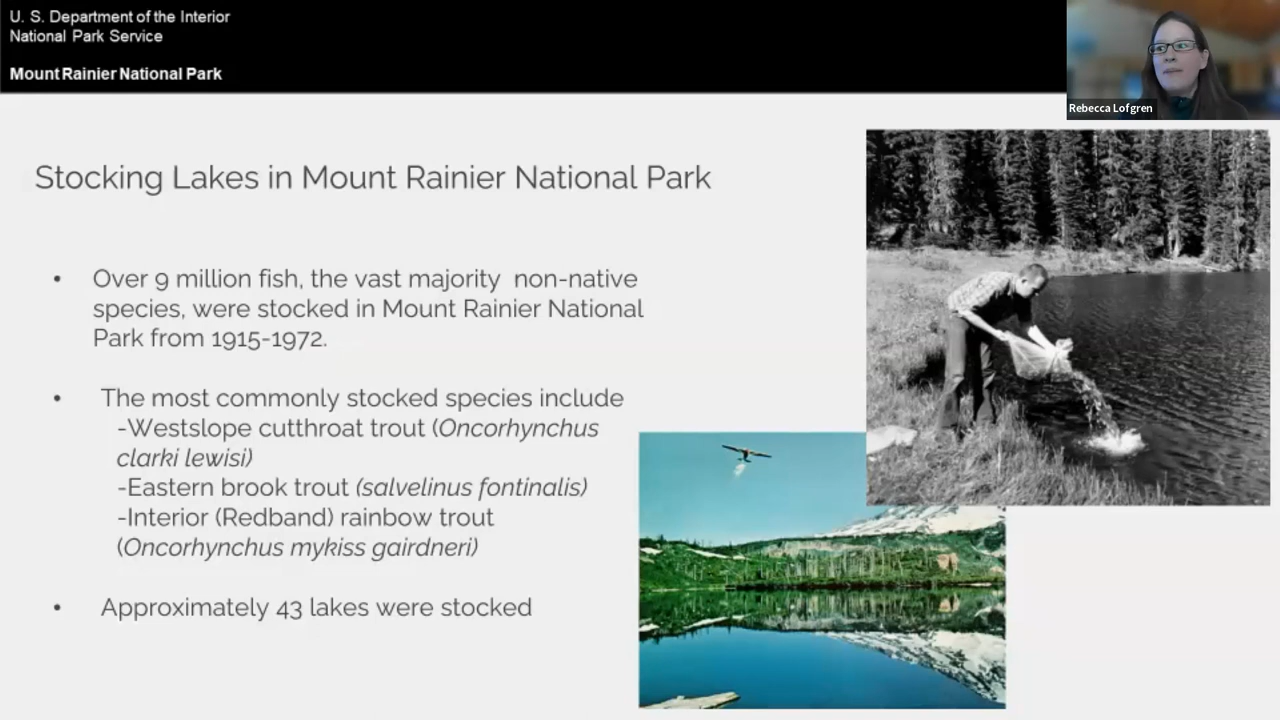 U. S. Department of the Interior
National Park Service
Mount Rainier National Park
Rebecca Lofgren
Stocking Lakes in Mount Rainier National Park
• Over 9 million fish, the vast majority non-native
species, were stocked in Mount Rainier National
Park from 1915-1972.
• The most commonly stocked species include
-Westslope cutthroat trout (Oncorhynchus
clarki lewisi)
-Eastern brook trout (salvelinus fontinalis)
-Interior (Redband) rainbow trout
(Oncorhynchus mykiss gairdneri)
• Approximately 43 lakes were stocked